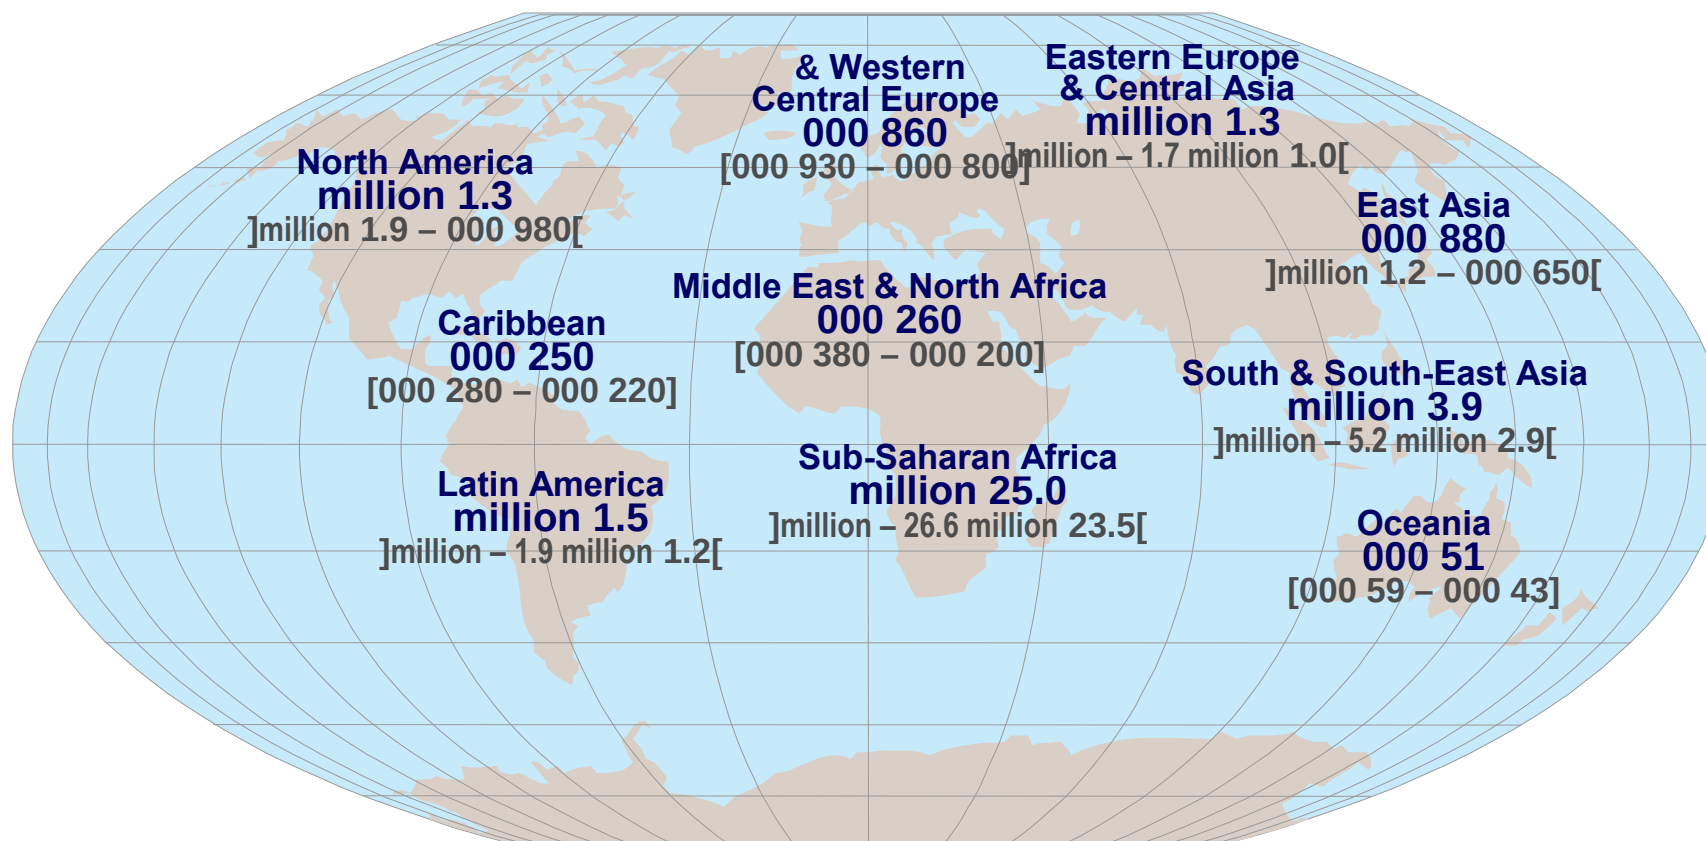 & Western
Central Europe
000 860
[000 930 – 000 800]
Eastern Europe
& Central Asia
million 1.3
]million – 1.7 million 1.0[
North America
million 1.3
]million 1.9 – 000 980[
East Asia
000 880
]million 1.2 – 000 650[
Middle East & North Africa
000 260
[000 380 – 000 200]
Caribbean
000 250
[000 280 – 000 220]
South & South-East Asia
million 3.9
]million – 5.2 million 2.9[
Sub-Saharan Africa
million 25.0
]million – 26.6 million 23.5[
Latin America
million 1.5
]million – 1.9 million 1.2[
Oceania
000 51
[000 59 – 000 43]